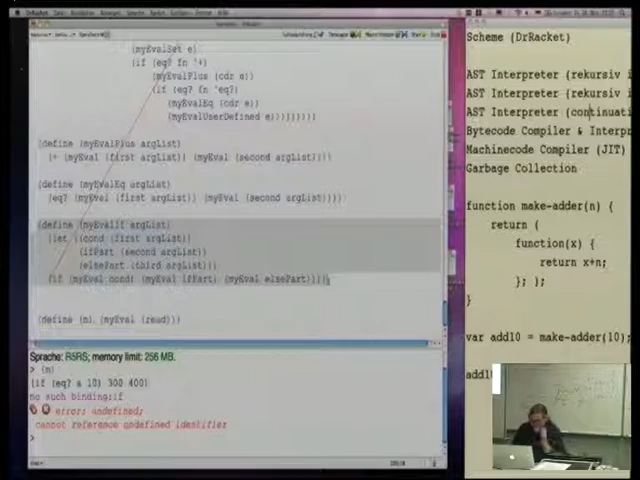 (myEvalSet e)
(if (eq? fn '+)
(myEvalPlus (cdr e))
(if (eq? fn 'eq?)
(myEvalEq (cdr e))
(myEvalUserDefined e)))))))))
(define (myEvalPlus argList)
(+ (myEval (first argList)) (myEval (second argList))))
(define (myEvalEq argList)
(eq? (myEval (first argList)) (myEval (second argList))))
(define (myEvalIf argList)
(let ((cond (first argList))
(ifPart (second argList))
(elsePart (third argList)))
(if (myEval cond) (myEval ifPart) (myEval elsePart))))
(define (m) (myEval (read)))
Sprache: R5RS; memory limit: 256 MB.
> (m)
(if (eq? a 10) 300 400)
no such binding:if
error: undefined;
cannot reference undefined identifier
>
Scheme (DrRacket)
AST Interpreter (rekursiv i
AST Interpreter (rekursiv i
AST Interpreter (continuati
Bytecode Compiler & Interpr
Machinecode Compiler (JIT)
Garbage Collection
function make-adder(n) {
return (
function(x) {
return x+n;
}; );
}
var add10 = make-adder(10);
add1